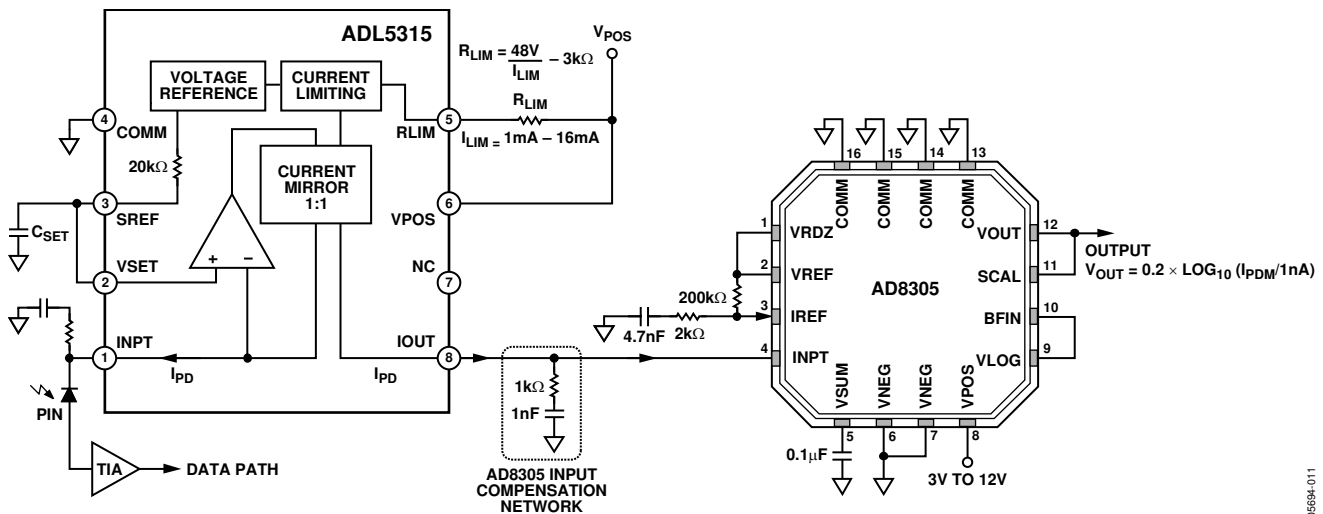 ADL5315
VOLTAGE
REFERENCE
CURRENT
LIMITING
R_LIM = 48V / I_LIM – 3kΩ
V_POS
4
COMM
20kΩ
5
RLIM
R_LIM
I_LIM = 1mA – 16mA
CURRENT
MIRROR
1:1
3
SREF
C_SET
6
VPOS
2
VSET
+
–
NC
7
1
INPT
I_PD
IOUT
8
I_PD
PIN
TIA
DATA PATH
1kΩ
1nF
AD8305 INPUT
COMPENSATION
NETWORK
4.7nF
2kΩ
200kΩ
16
15
14
13
COMM
COMM
COMM
COMM
1
VRDZ
2
VREF
3
IREF
4
INPT
AD8305
VOUT
12
SCAL
11
BFIN
10
VLOG
9
OUTPUT
V_OUT = 0.2 × LOG₁₀ (I_PDM/1nA)
VSUM
VNEG
VNEG
VPOS
5
6
7
8
0.1μF
3V TO 12V
05694-011